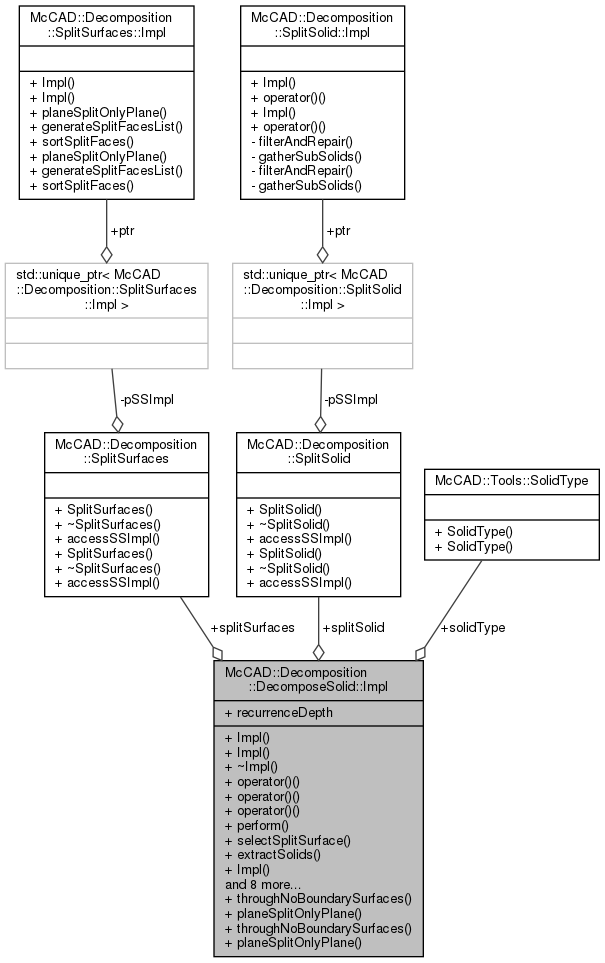 McCAD::Decomposition
::SplitSurfaces::Impl
+ Impl()
+ Impl()
+ planeSplitOnlyPlane()
+ generateSplitFacesList()
+ sortSplitFaces()
+ planeSplitOnlyPlane()
+ generateSplitFacesList()
+ sortSplitFaces()
McCAD::Decomposition
::SplitSolid::Impl
+ Impl()
+ operator()()
+ Impl()
+ operator()()
- filterAndRepair()
- gatherSubSolids()
- filterAndRepair()
- gatherSubSolids()
+ptr
+ptr
std::unique_ptr< McCAD
::Decomposition::SplitSurfaces
::Impl >
std::unique_ptr< McCAD
::Decomposition::SplitSolid
::Impl >
-pSSImpl
-pSSImpl
McCAD::Decomposition
::SplitSurfaces
+ SplitSurfaces()
+ ~SplitSurfaces()
+ accessSSImpl()
+ SplitSurfaces()
+ ~SplitSurfaces()
+ accessSSImpl()
McCAD::Decomposition
::SplitSolid
+ SplitSolid()
+ ~SplitSolid()
+ accessSSImpl()
+ SplitSolid()
+ ~SplitSolid()
+ accessSSImpl()
McCAD::Tools::SolidType
+ SolidType()
+ SolidType()
+splitSurfaces
+splitSolid
+solidType
McCAD::Decomposition
::DecomposeSolid::Impl
+ recurrenceDepth
+ Impl()
+ Impl()
+ ~Impl()
+ operator()()
+ operator()()
+ operator()()
+ perform()
+ selectSplitSurface()
+ extractSolids()
+ Impl()
and 8 more...
+ throughNoBoundarySurfaces()
+ planeSplitOnlyPlane()
+ throughNoBoundarySurfaces()
+ planeSplitOnlyPlane()